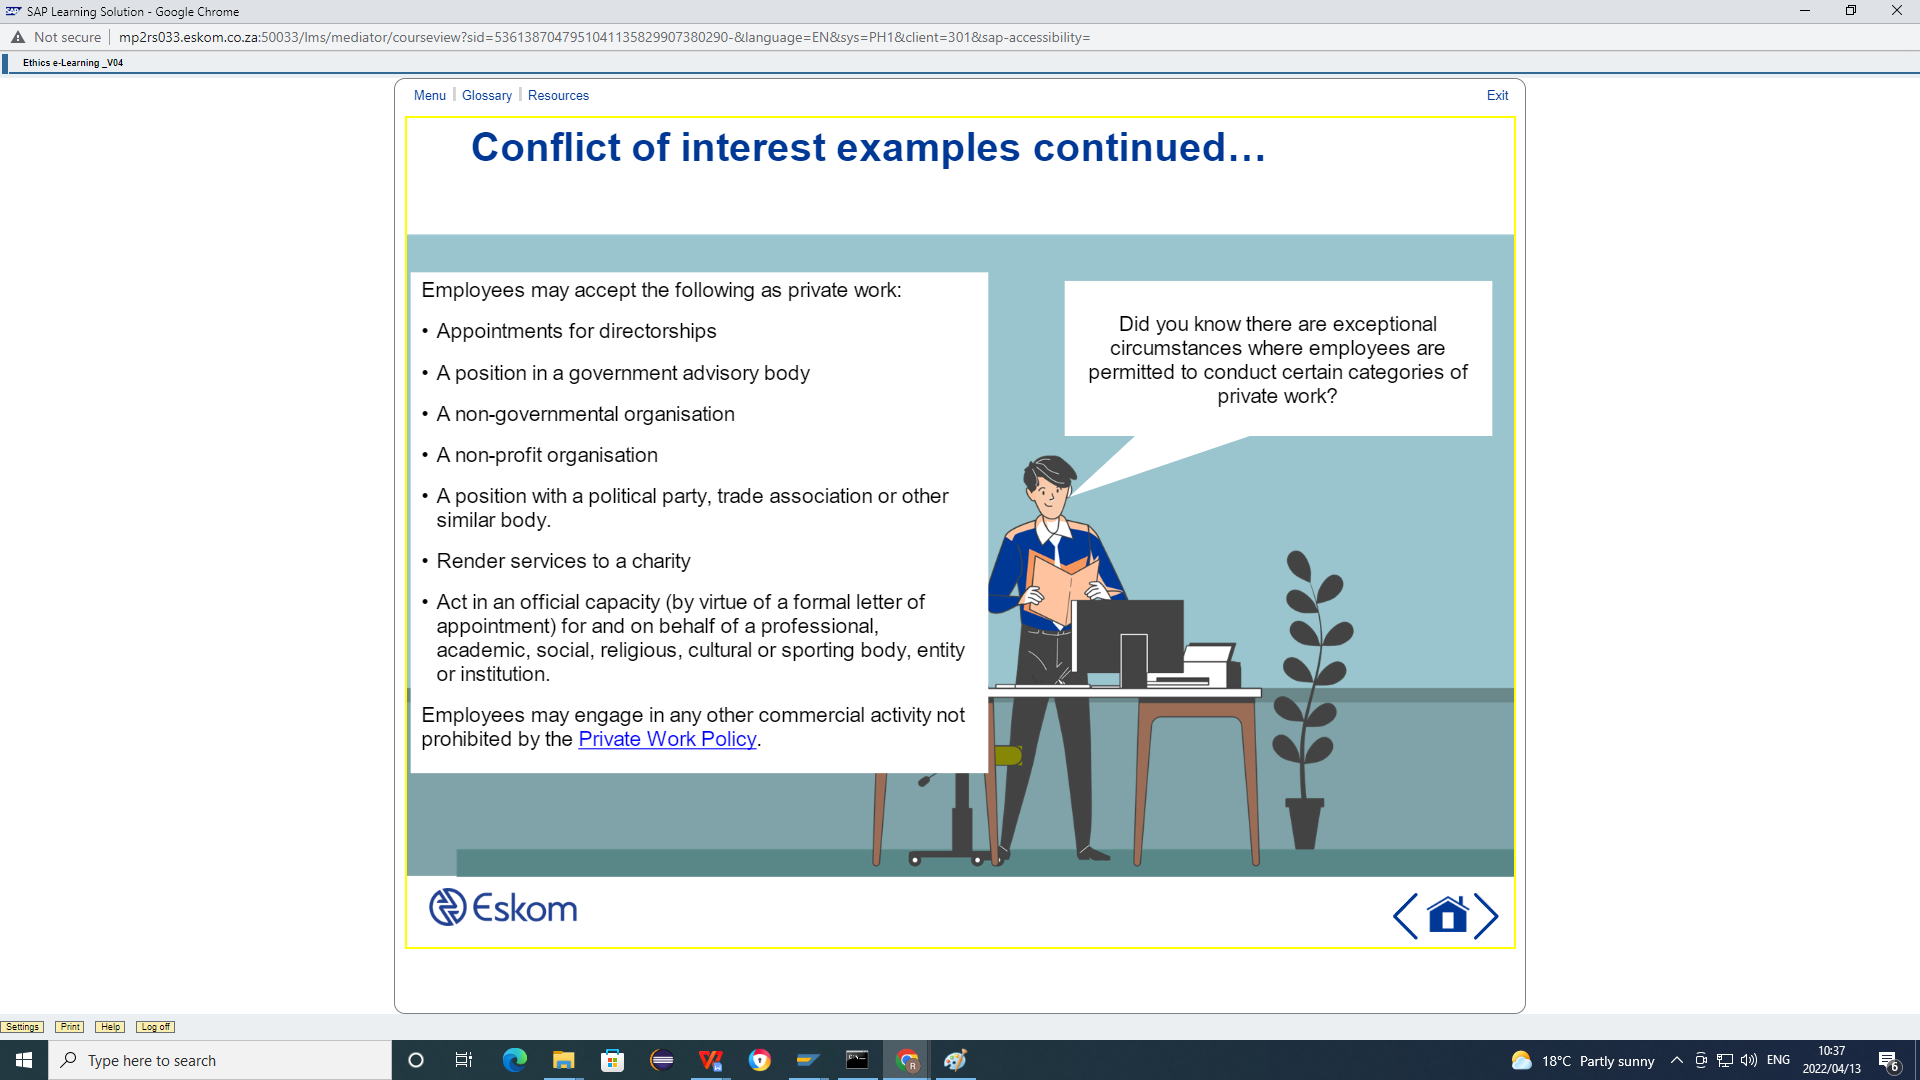 SAP Learning Solution - Google Chrome
Not secure
mp2rs033.eskom.co.za:50033/lms/mediator/courseview?sid=5361387047951041135829907380290-&language=EN&sys=PH1&client=301&sap-accessibility=
Ethics e-Learning _V04
Menu
Glossary
Resources
Exit
Conflict of interest examples continued…
Employees may accept the following as private work:
• Appointments for directorships
• A position in a government advisory body
• A non-governmental organisation
• A non-profit organisation
• A position with a political party, trade association or other
similar body.
• Render services to a charity
• Act in an official capacity (by virtue of a formal letter of
appointment) for and on behalf of a professional,
academic, social, religious, cultural or sporting body, entity
or institution.
Employees may engage in any other commercial activity not
prohibited by the Private Work Policy.
Did you know there are exceptional
circumstances where employees are
permitted to conduct certain categories of
private work?
Eskom
Settings
Print
Help
Log off
Type here to search
18°C Partly sunny
ENG
10:37
2022/04/13
6